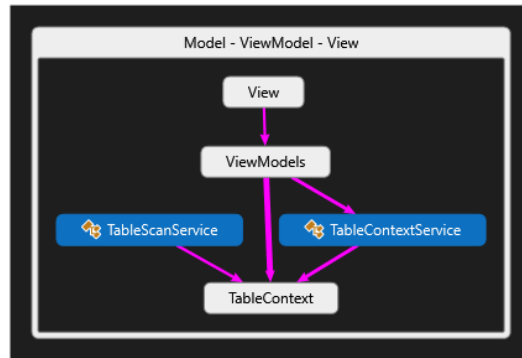 Model - ViewModel - View
View
ViewModels
TableScanService
TableContextService
TableContext